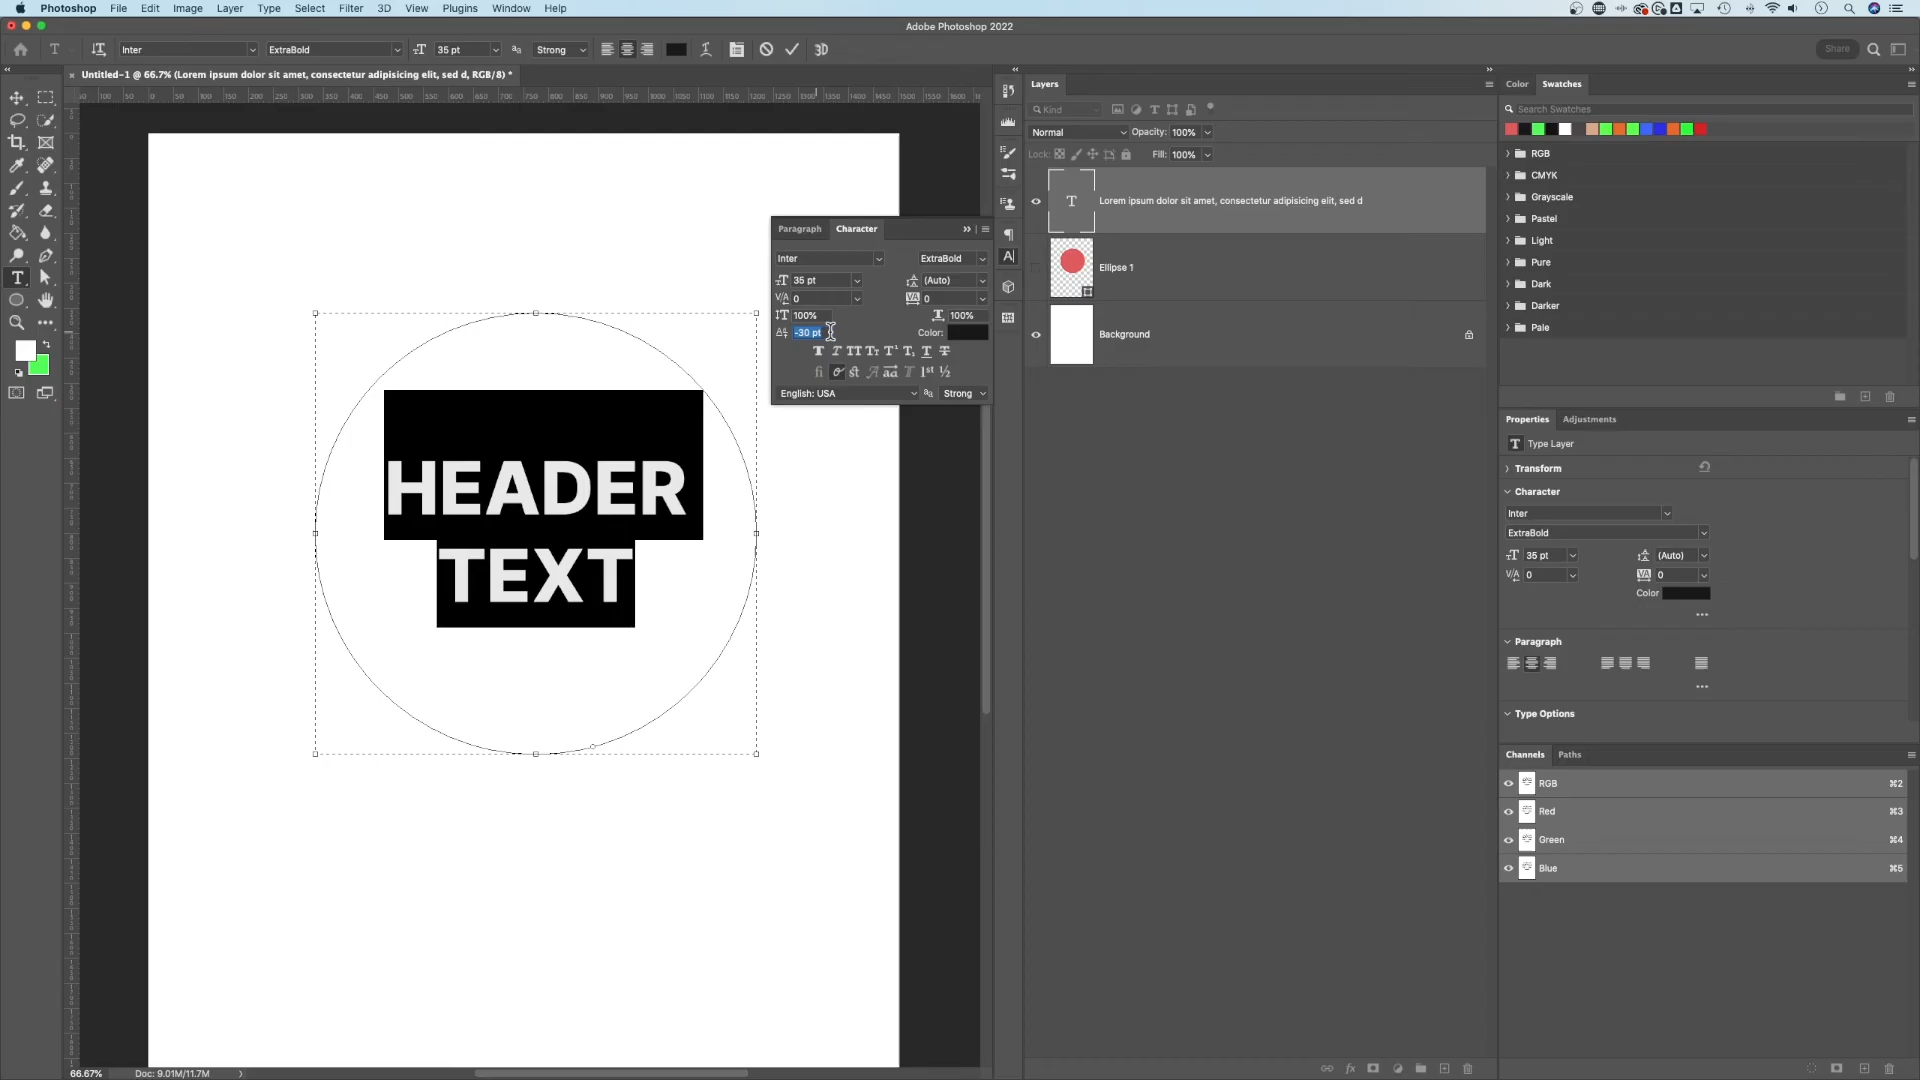 Photoshop File Edit Image Layer Type Select Filter 3D View Plugins Window Help
Adobe Photoshop 2022
Inter ExtraBold 35 pt Strong 3D Share
Untitled-1 @ 66.7% (Lorem ipsum dolor sit amet, consectetur adipisicing elit, sed d, RGB/8) *
HEADER
TEXT
66.67% Doc: 9.01M/11.7M
Paragraph Character
Inter ExtraBold
35 pt (Auto)
0 0
100% 100%
-30 pt Color:
English: USA Strong
Layers
Kind
Normal Opacity: 100%
Lock: Fill: 100%
Lorem ipsum dolor sit amet, consectetur adipisicing elit, sed d
Ellipse 1
Background
Color Swatches
Search Swatches
RGB
CMYK
Grayscale
Pastel
Light
Pure
Dark
Darker
Pale
Properties Adjustments
Type Layer
Transform
Character
Inter
ExtraBold
35 pt (Auto)
0 0
Color
Paragraph
Type Options
Channels Paths
RGB ⌘2
Red ⌘3
Green ⌘4
Blue ⌘5